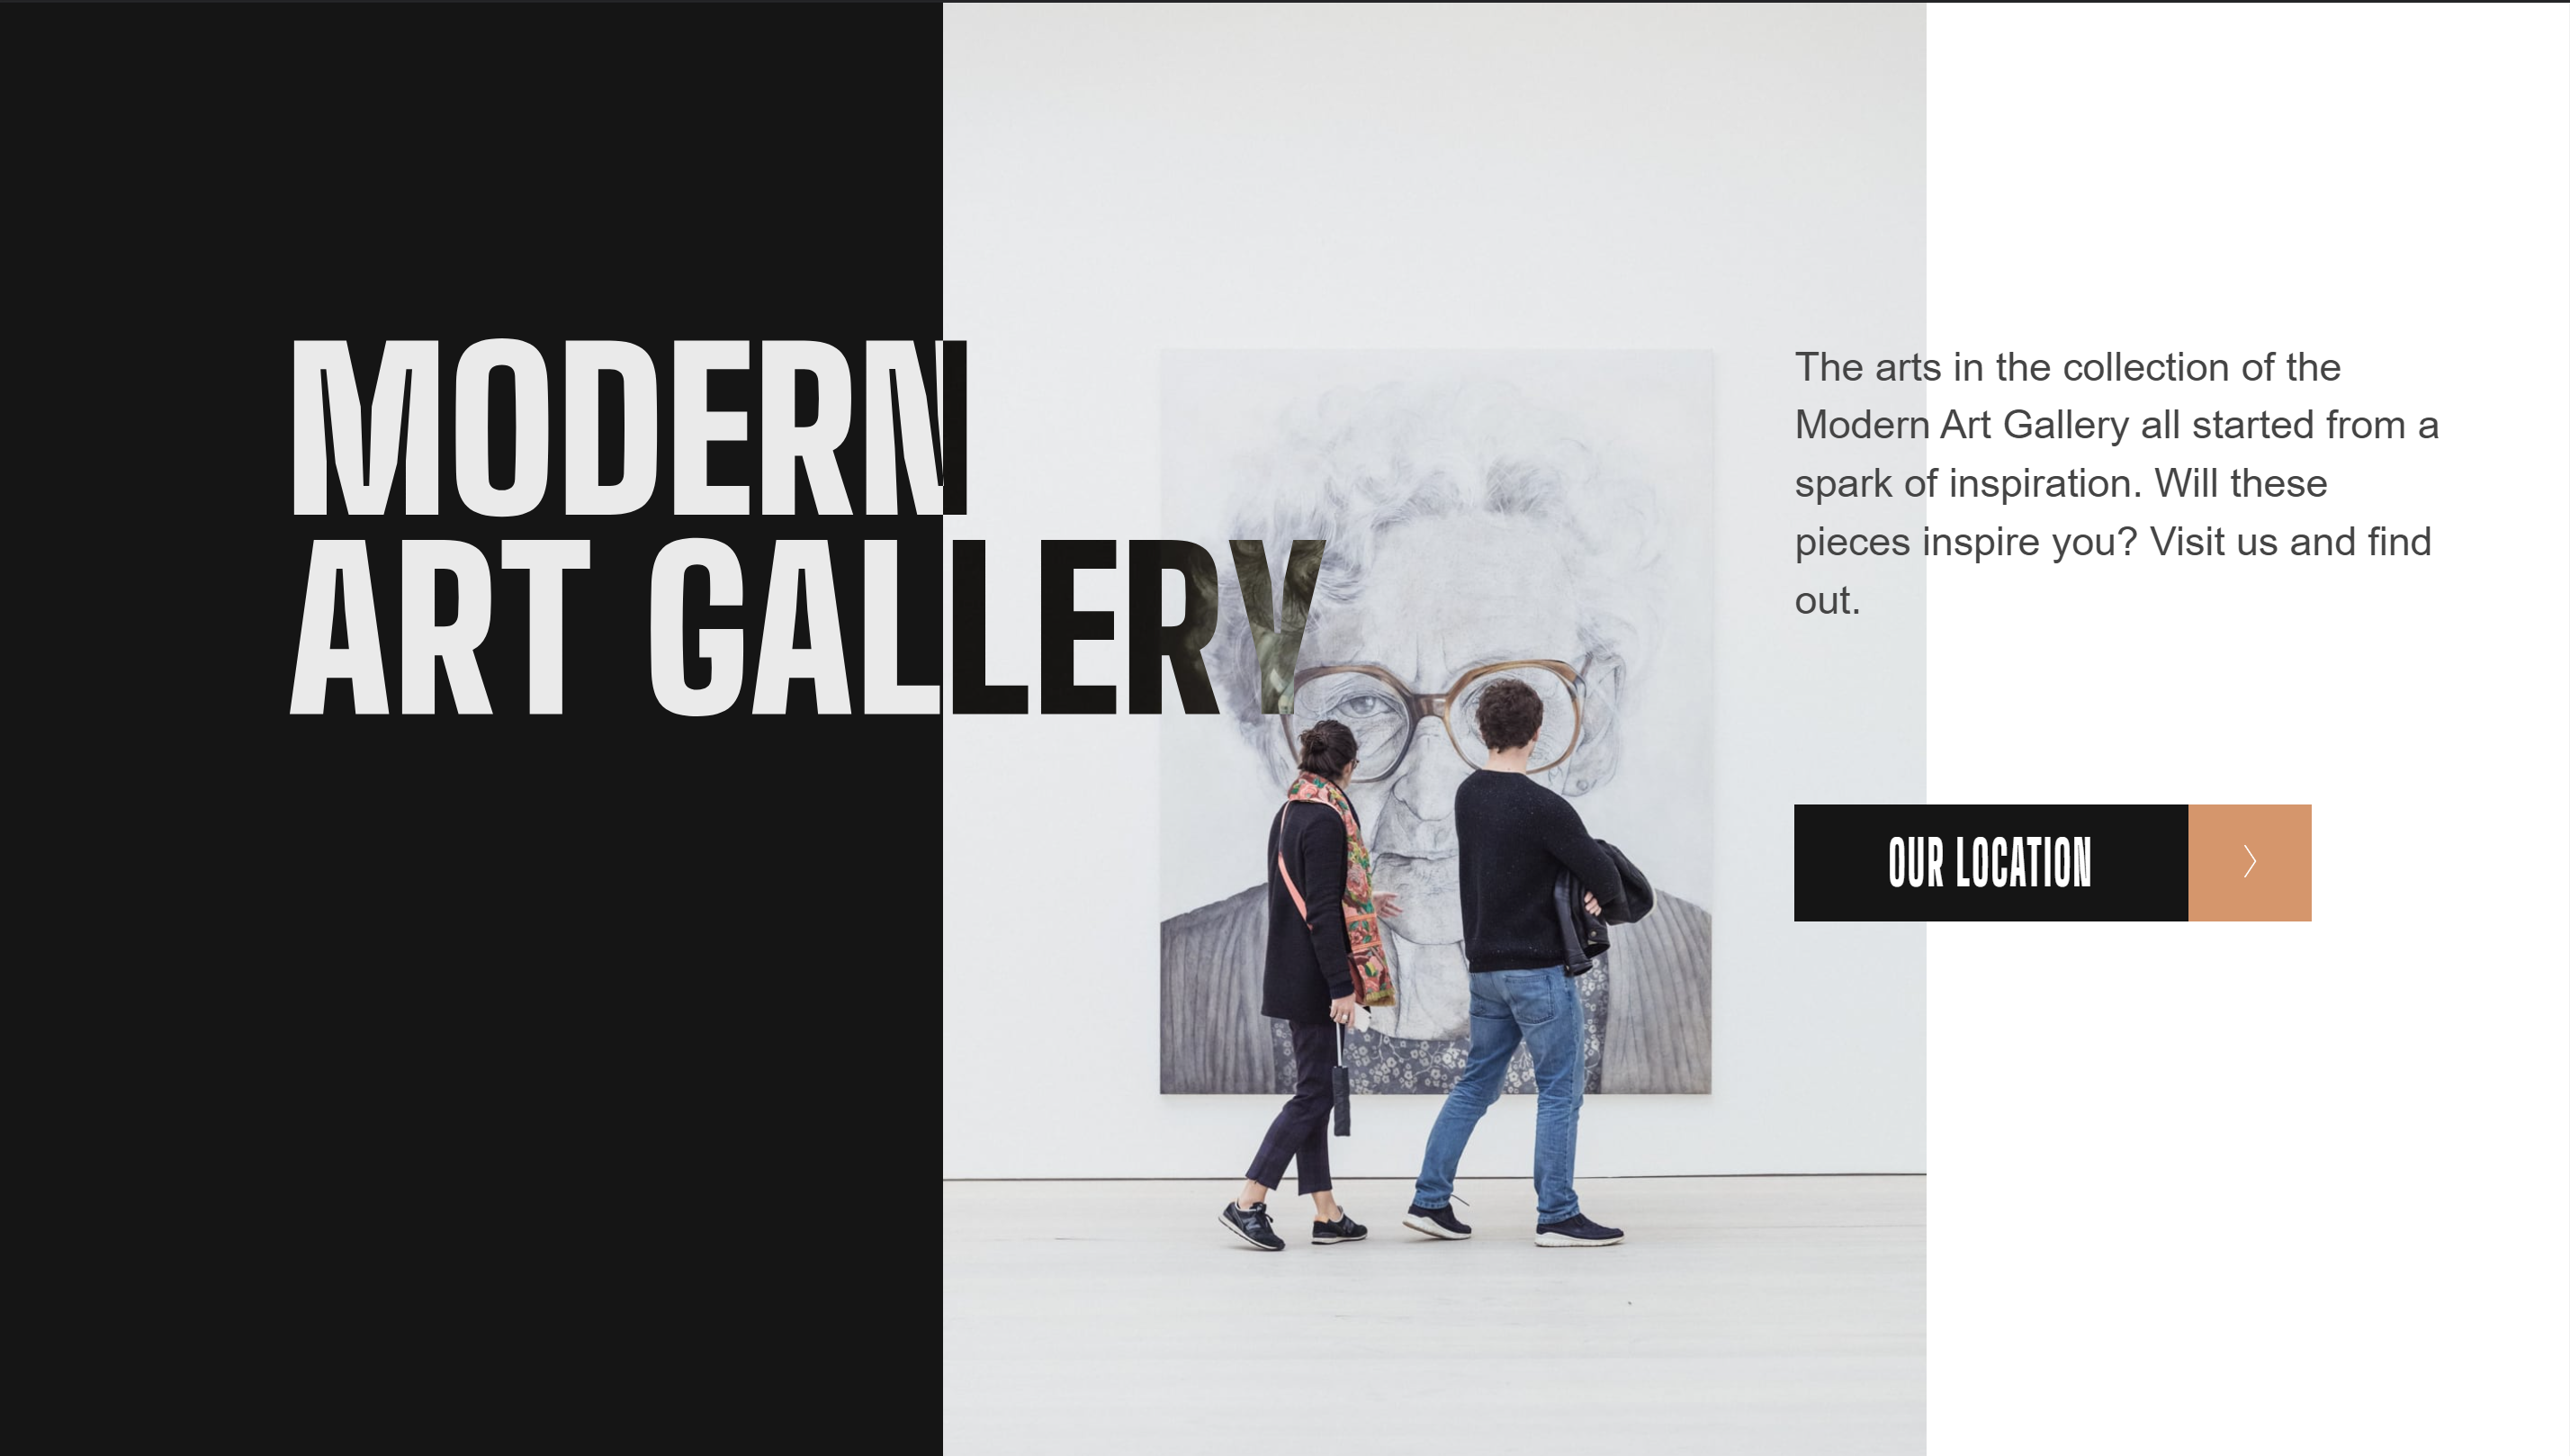 MODERN
ART GALLERY
The arts in the collection of the
Modern Art Gallery all started from a
spark of inspiration. Will these
pieces inspire you? Visit us and find
out.
OUR LOCATION